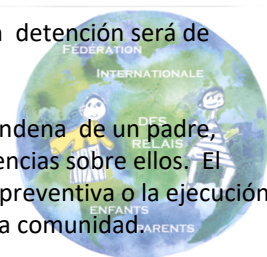 detención será de
FÉDÉRATION
INTERNATIONALE
ndena de un padre,
DES
encias sobre ellos. El
RELAIS
preventiva o la ejecución
ENFANTS
a comunidad.
PARENTS